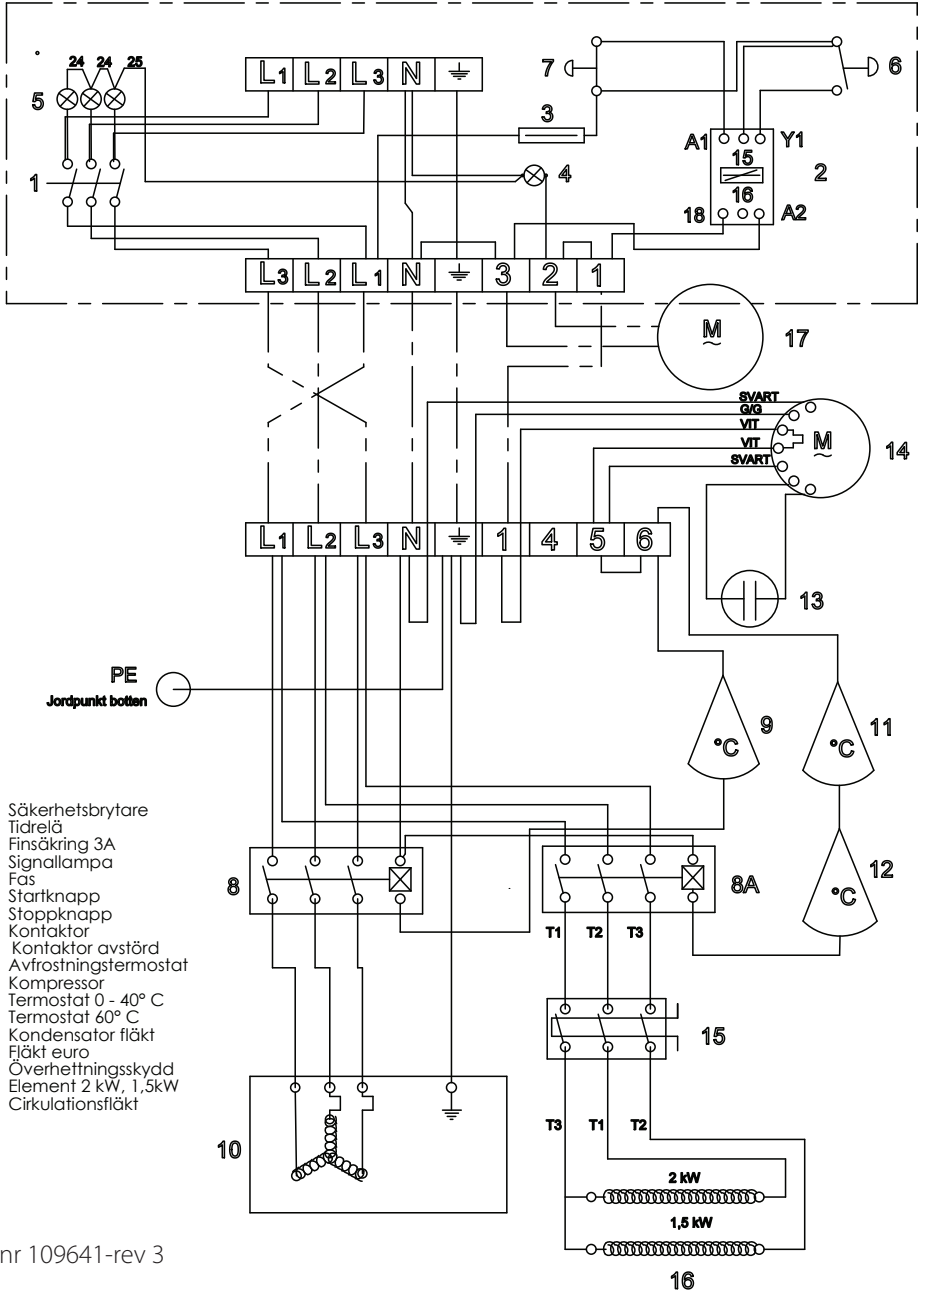 24 24 25
L1 L2 L3 N
7
6
5
3
A1 Y1
15
2
16
4
1
18 A2
L3 L2 L1 N 3 2 1
M
17
SVART
G/G
VIT
M
VIT
14
SVART
L1 L2 L3 N 1 4 5 6
13
PE
Jordpunkt botten
9
11
°C
°C
Säkerhetsbrytare
Tidrelä
Finsäkring 3A
Signallampa
Fas
Startknapp
Stoppknapp
Kontaktor
Kontaktor avstörd
Avfrostningstermostat
Kompressor
Termostat 0 - 40° C
Termostat 60° C
Kondensator fläkt
Fläkt euro
Överhettningsskydd
Element 2 kW, 1,5kW
Cirkulationsfläkt
8
8A
12
°C
T1 T2 T3
15
T3 T1 T2
10
2 kW
1,5 kW
16
nr 109641-rev 3